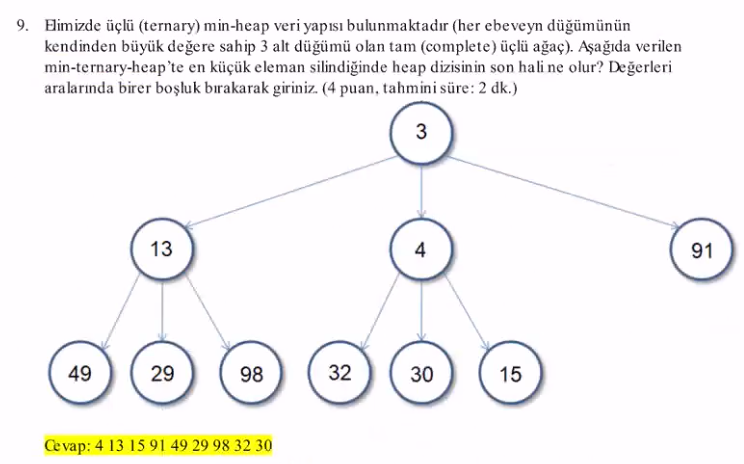 9. Elimizde üçlü (ternary) min-heap veri yapısı bulunmaktadır (her ebeveyn düğümünün
kendinden büyük değere sahip 3 alt düğümü olan tam (complete) üçlü ağaç). Aşağıda verilen
min-ternary-heap'te en küçük eleman silindiğinde heap dizisinin son hali ne olur? Değerleri
aralarında birer boşluk bırakarak giriniz. (4 puan, tahmini süre: 2 dk.)
3
13 4 91
49 29 98 32 30 15
Cevap: 4 13 15 91 49 29 98 32 30